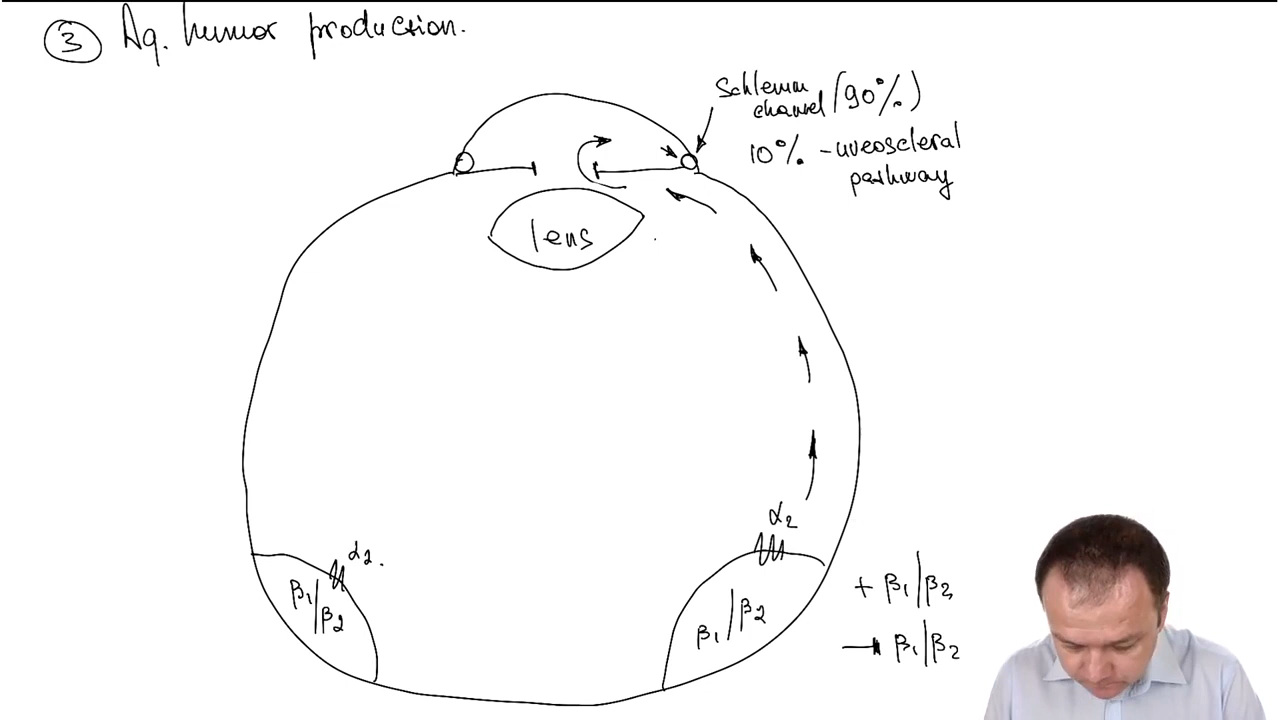 3 Aq. humor production.
Schlemm
channel (90%)
10% - uveoscleral
pathway
lens
α2
α2.
β1/β2
β1/β2
+ β1/β2
β1/β2